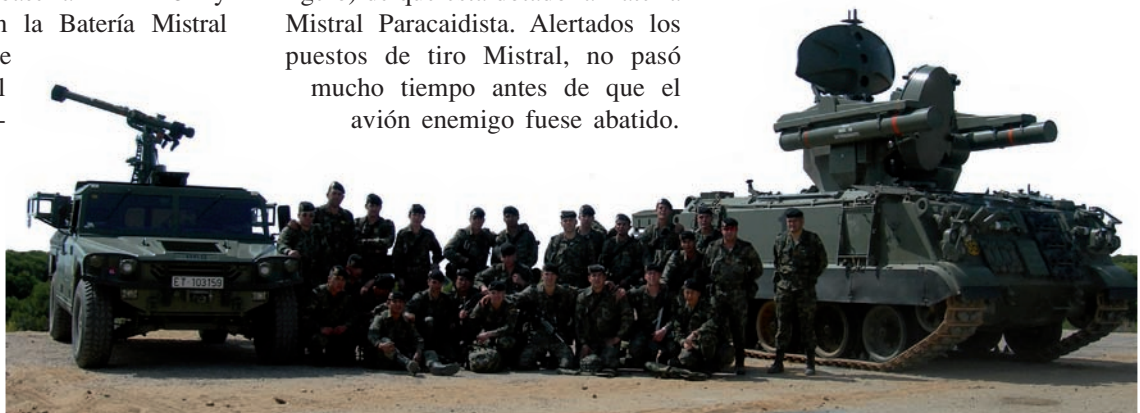 y
la Batería Mistral
e
l
-
Mistral Paracaidista. Alertados los
puestos de tiro Mistral, no pasó
mucho tiempo antes de que el
avión enemigo fuese abatido.
ET-103159